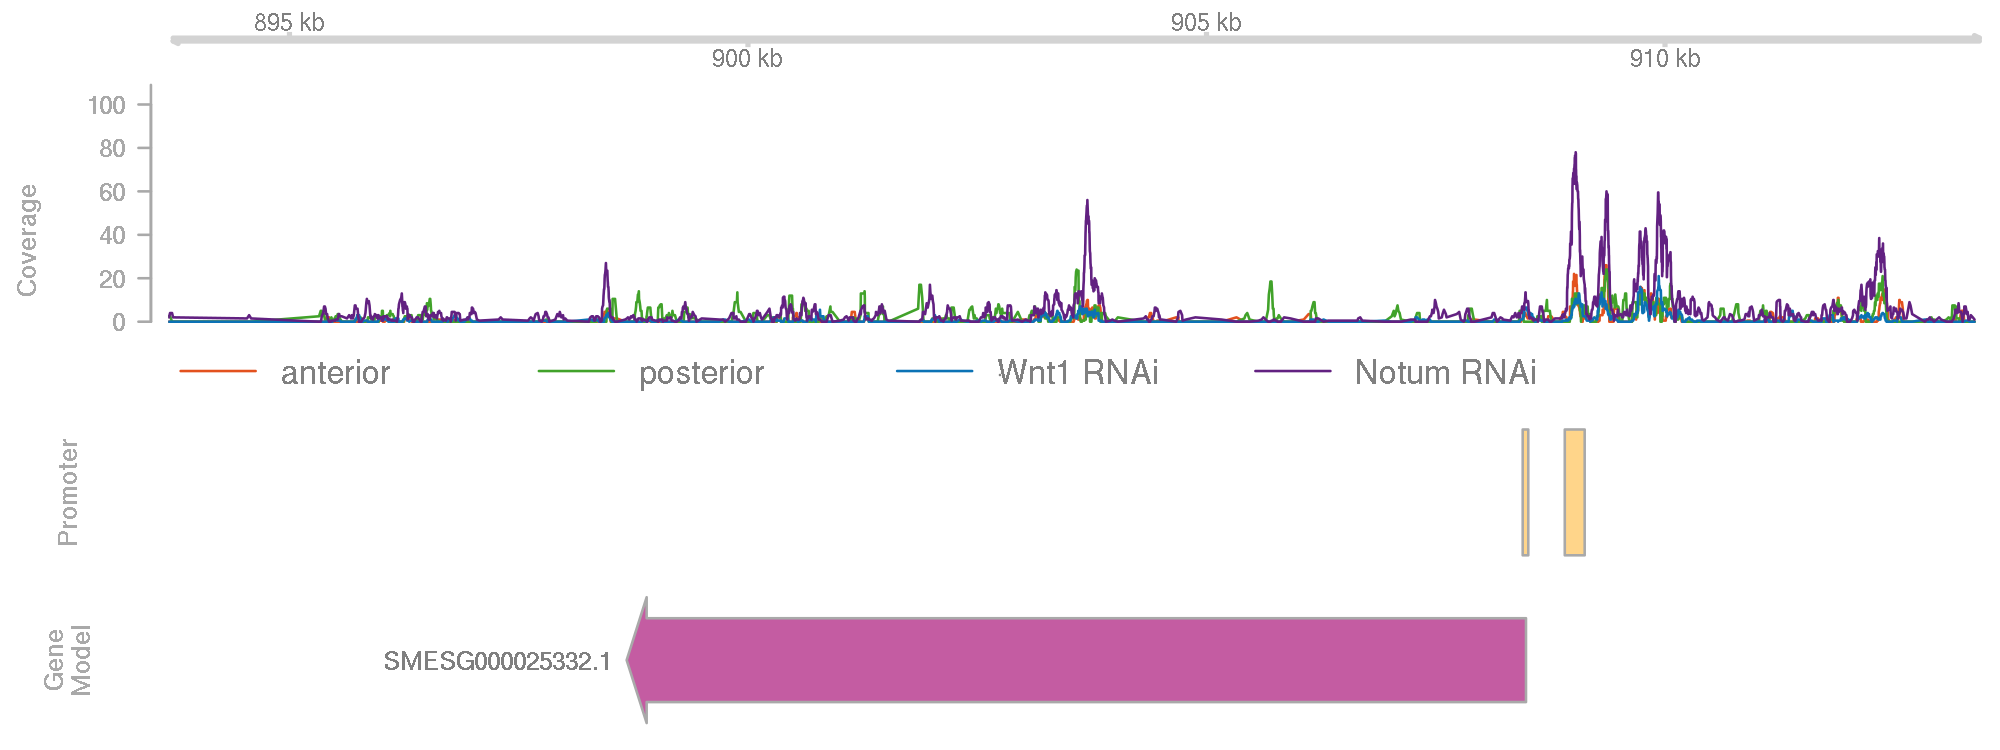 895 kb
905 kb
900 kb
910 kb
Coverage
100
80
60
40
20
0
anterior posterior Wnt1 RNAi Notum RNAi
Promoter
Gene
Model
SMESG000025332.1